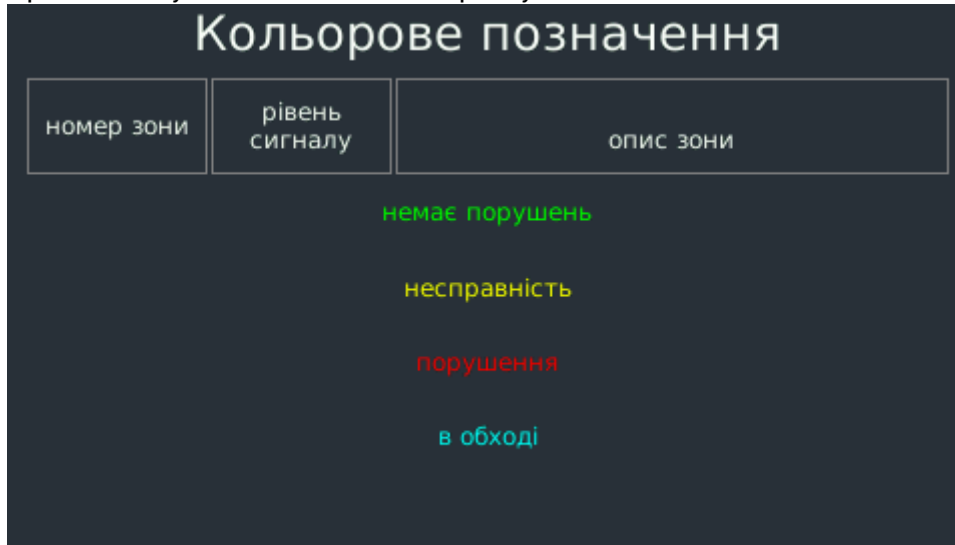 Кольорове позначення
номер зони
рівень
сигналу
опис зони
немає порушень
несправність
порушення
в обході